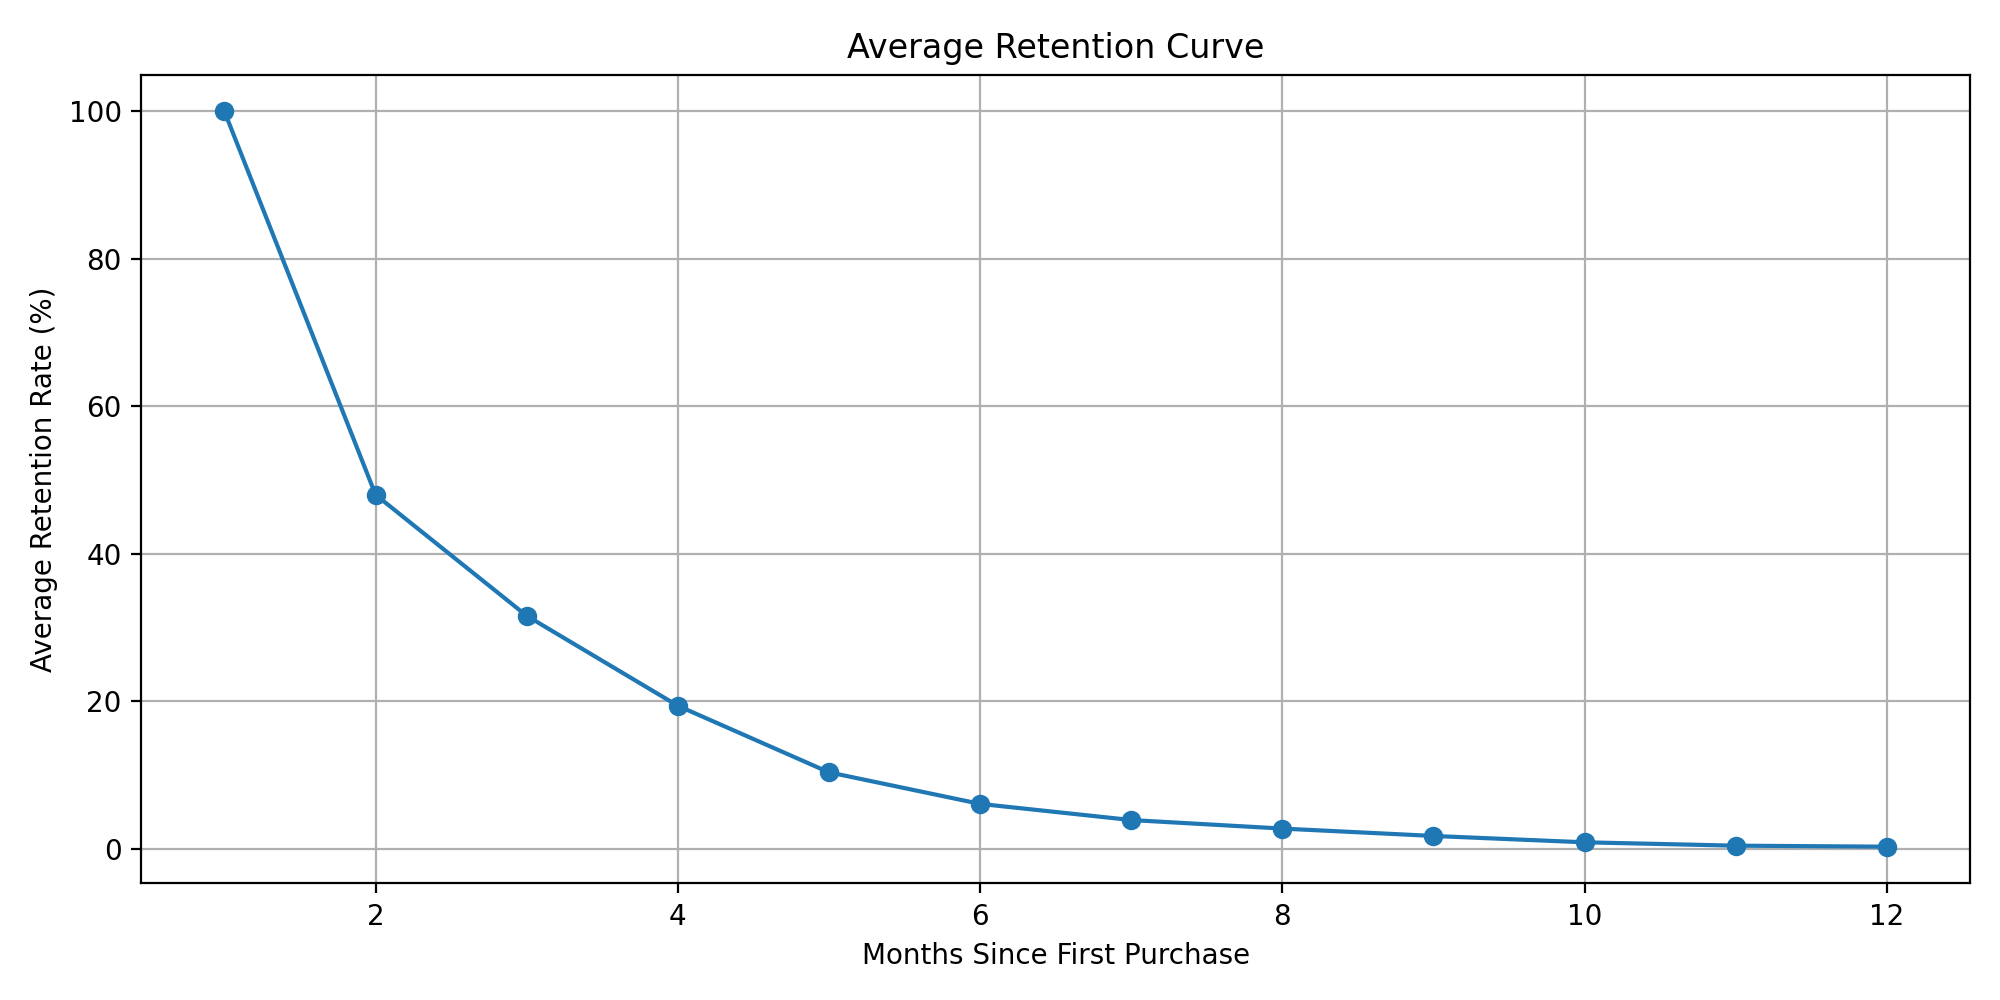 Average Retention Curve
Average Retention Rate (%)
100
80
60
40
20
0
2 4 6 8 10 12
Months Since First Purchase